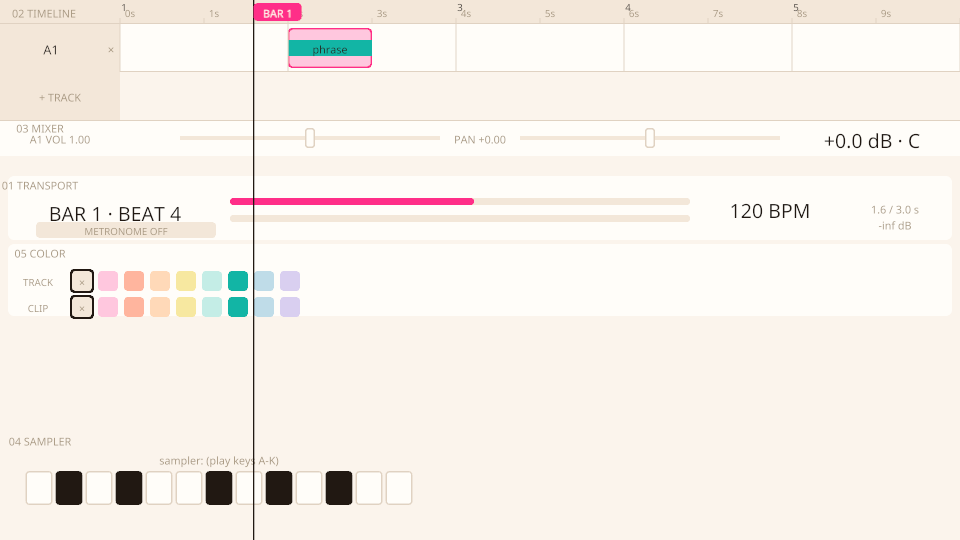 02 TIMELINE
1 3 4 5
0s 1s BAR 1 3s 4s 5s 6s 7s 8s 9s
A1 × phrase
+ TRACK
03 MIXER
A1 VOL 1.00 PAN +0.00 +0.0 dB · C
01 TRANSPORT
BAR 1 · BEAT 4 120 BPM 1.6 / 3.0 s
METRONOME OFF -inf dB
05 COLOR
TRACK ×
CLIP ×
04 SAMPLER
sampler: (play keys A-K)